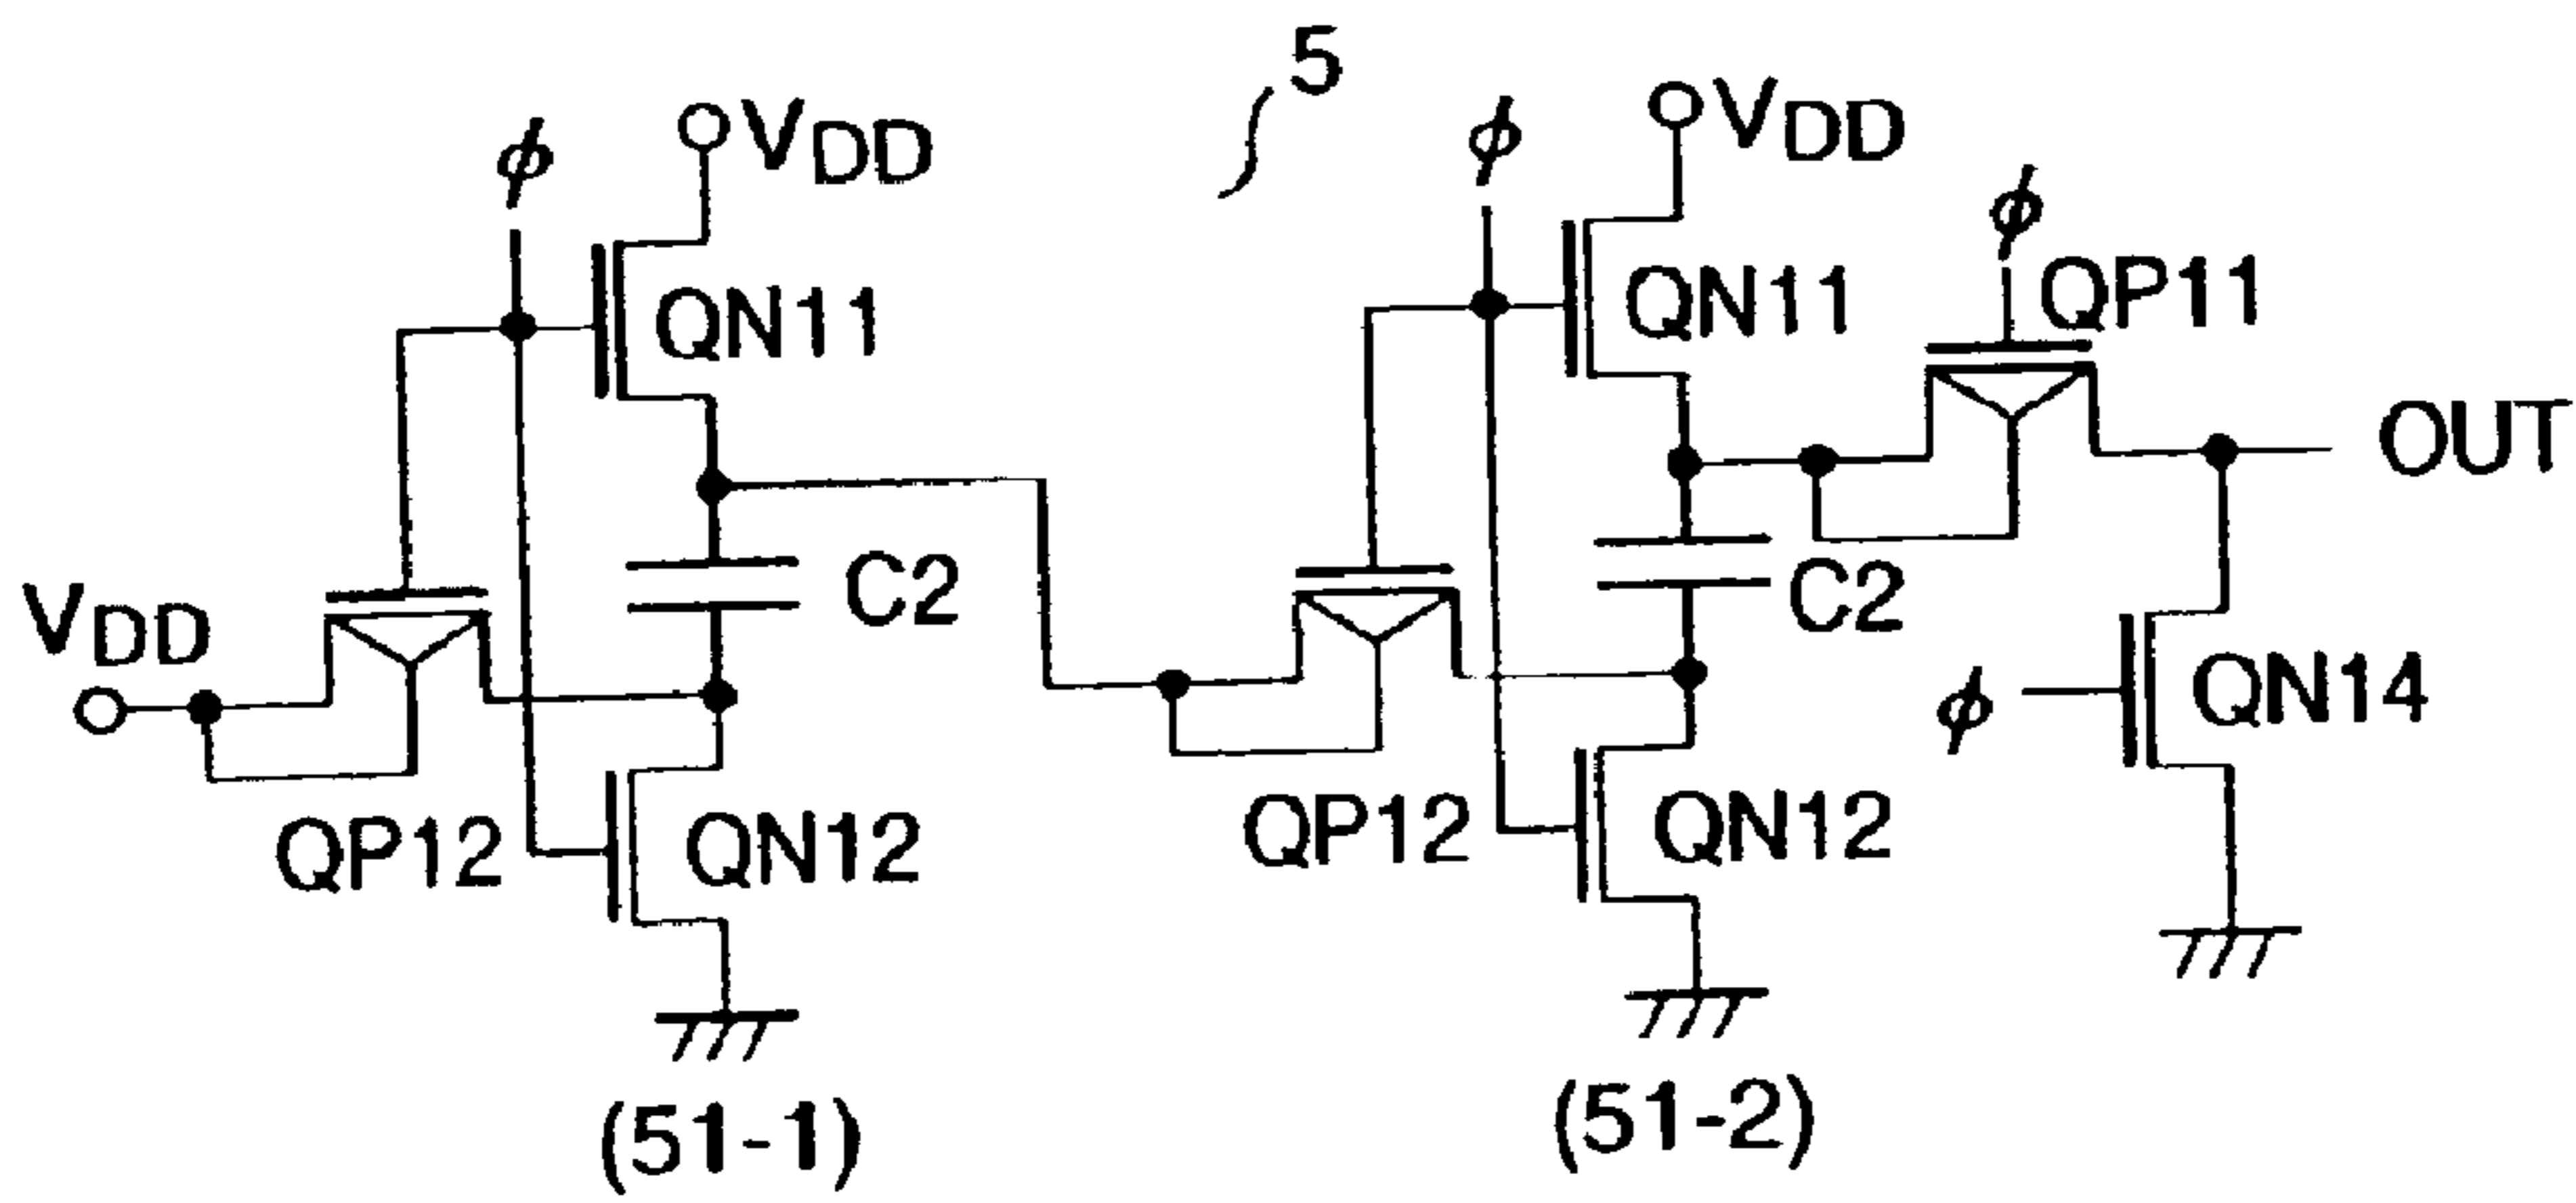 5
VDD
ϕ
QN11
C2
VDD
QP12
QN12
(51-1)
ϕ
VDD
QN11
C2
QP12
QN12
(51-2)
ϕ
QP11
OUT
ϕ
QN14